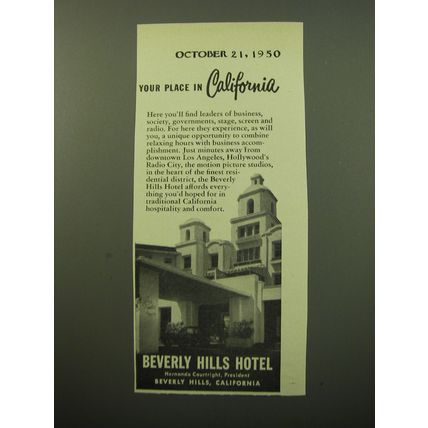 OCTOBER 21, 1950
YOUR PLACE IN California
Here you'll find leaders of business,
society, governments, stage, screen and
radio. For here they experience, as will
you, a unique opportunity to combine
relaxing hours with business accom-
plishment. Just minutes away from
downtown Los Angeles, Hollywood's
Radio City, the motion picture studios,
in the heart of the finest resi-
dential district, the Beverly
Hills Hotel affords every-
thing you'd hoped for in
traditional California
hospitality and comfort.
BEVERLY HILLS HOTEL
Hernando Courtright, President
BEVERLY HILLS, CALIFORNIA